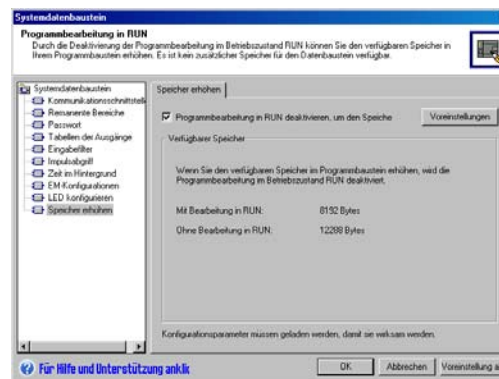 Systemdatenbaustein
Programmbearbeitung in RUN
Durch die Deaktivierung der Programmbearbeitung im Betriebszustand RUN können Sie den verfügbaren Speicher in
Ihrem Programmbaustein erhöhen. Es ist kein zusätzlicher Speicher für den Datenbaustein verfügbar.
Systemdatenbaustein
Kommunikationsschnittstell
Remanente Bereiche
Passwort
Tabellen der Ausgänge
Eingabefilter
Impulsabgriff
Zeit im Hintergrund
EM-Konfigurationen
LED konfigurieren
Speicher erhöhen
Speicher erhöhen
Programmbearbeitung in RUN deaktivieren, um den Speiche
Voreinstellungen
Verfügbarer Speicher
Wenn Sie den verfügbaren Speicher im Programmbaustein erhöhen, wird die
Programmbearbeitung im Betriebszustand RUN deaktiviert.
Mit Bearbeitung in RUN: 8192 Bytes
Ohne Bearbeitung in RUN: 12288 Bytes
Konfigurationsparameter müssen geladen werden, damit sie wirksam werden.
Für Hilfe und Unterstützung anklik
OK Abbrechen Voreinstellung a